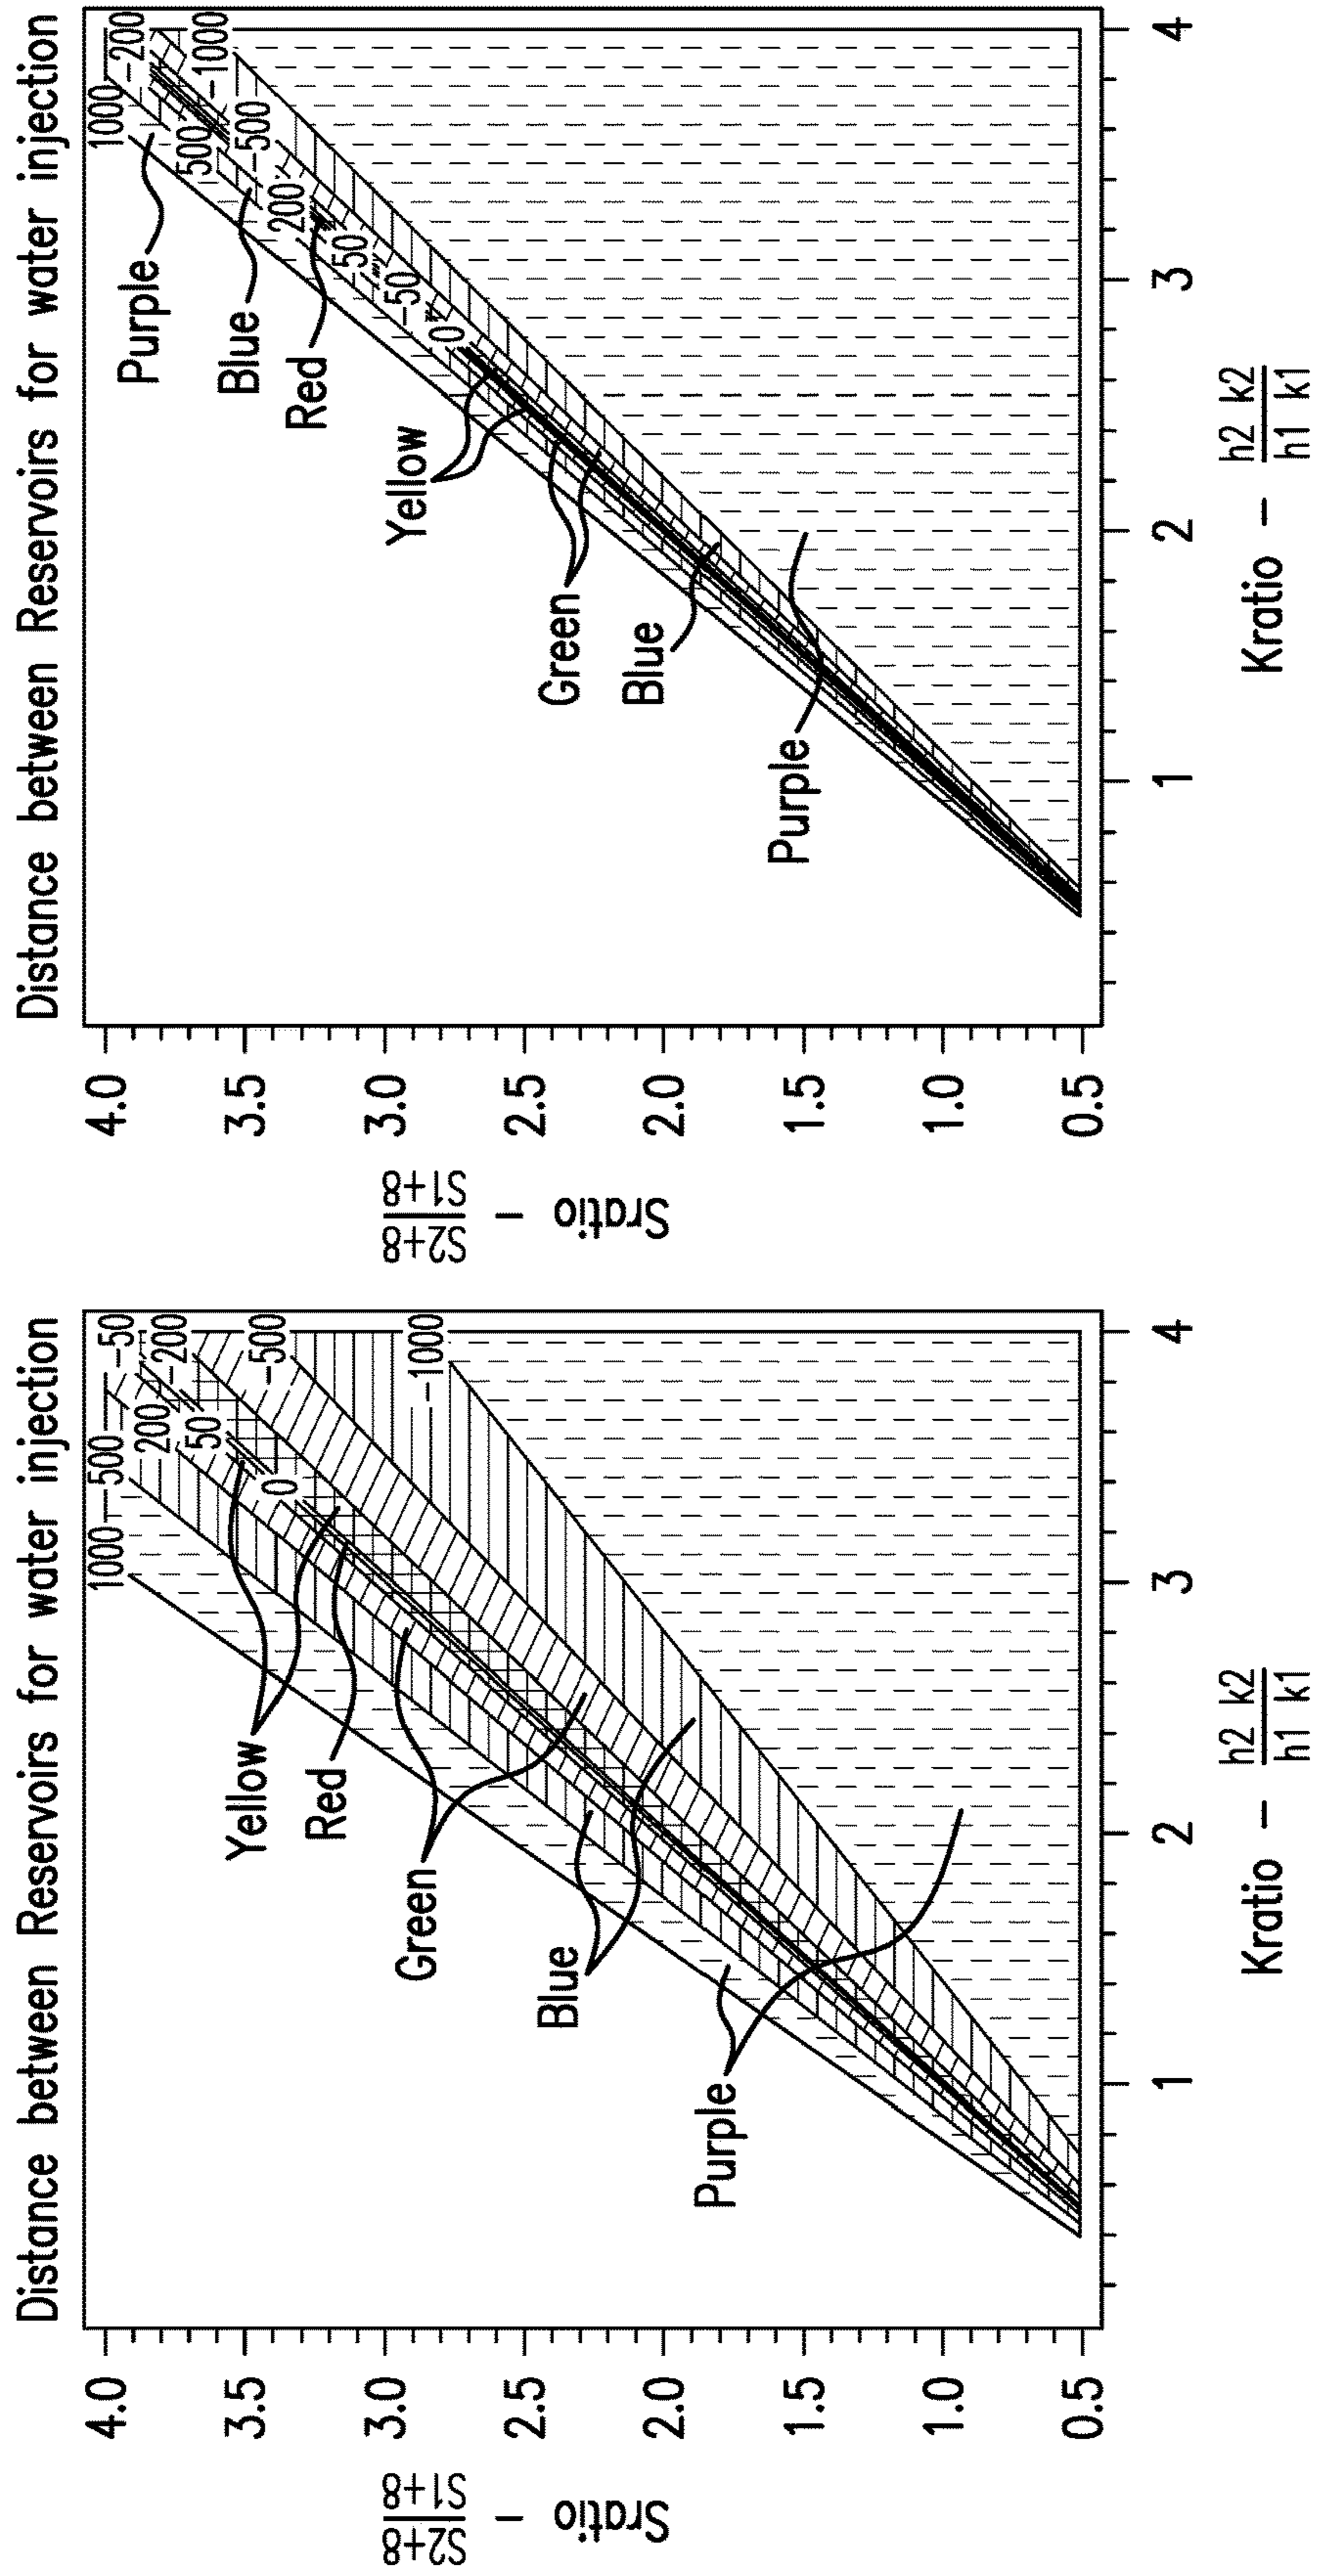 Distance between Reservoirs for water injection
4.0
3.5
3.0
2.5
2.0
1.5
1.0
0.5
Sratio – S2+8
S1+8
1000
500
-50
200
-200
50
0
-500
-1000
Yellow
Red
Green
Blue
Purple
1
2
3
4
Kratio – h2 k2
h1 k1
Distance between Reservoirs for water injection
4.0
3.5
3.0
2.5
2.0
1.5
1.0
0.5
Sratio – S2+8
S1+8
1000
-200
500
-1000
200
-500
50
-50
0
Purple
Blue
Red
Yellow
Green
Blue
Purple
1
2
3
4
Kratio – h2 k2
h1 k1